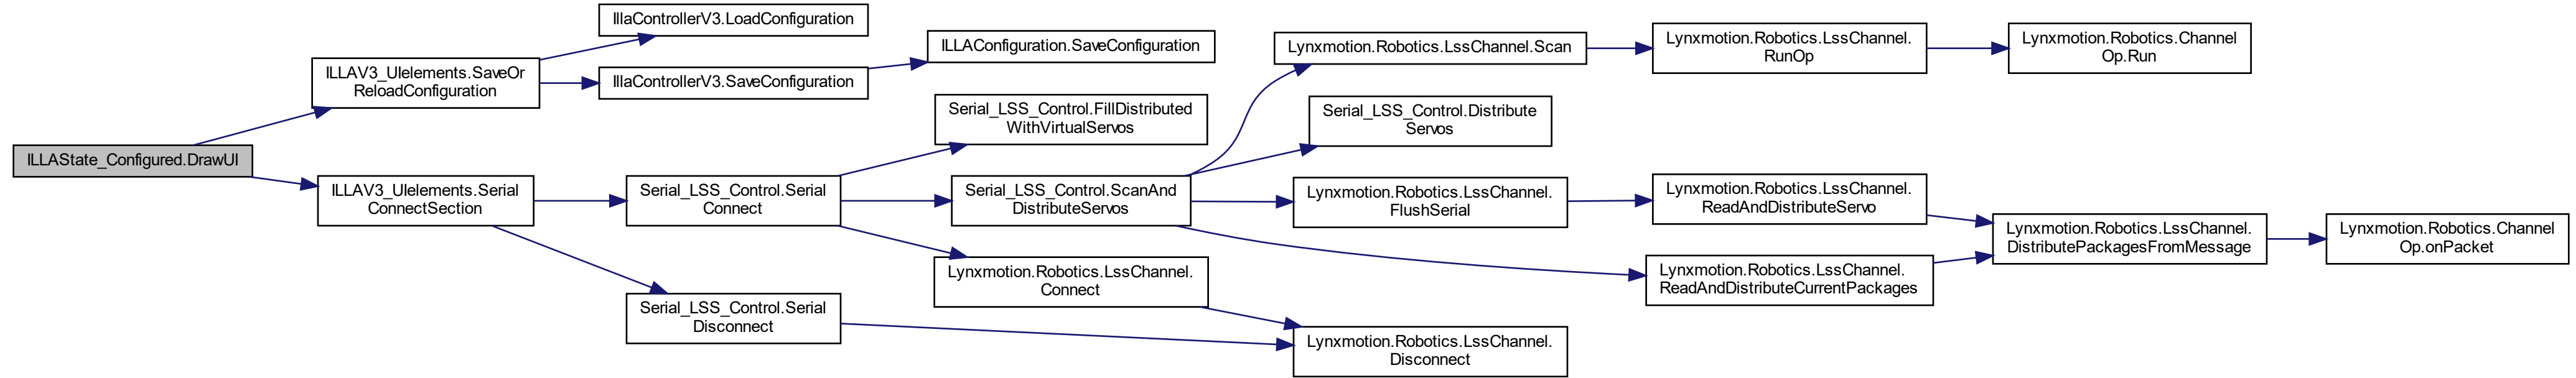 IllaControllerV3.LoadConfiguration
ILLAV3_UIelements.SaveOr
ReloadConfiguration
IllaControllerV3.SaveConfiguration
ILLAConfiguration.SaveConfiguration
ILLAState_Configured.DrawUI
ILLAV3_UIelements.Serial
ConnectSection
Serial_LSS_Control.Serial
Connect
Serial_LSS_Control.Serial
Disconnect
Serial_LSS_Control.FillDistributed
WithVirtualServos
Serial_LSS_Control.ScanAnd
DistributeServos
Lynxmotion.Robotics.LssChannel.
Connect
Lynxmotion.Robotics.LssChannel.Scan
Serial_LSS_Control.Distribute
Servos
Lynxmotion.Robotics.LssChannel.
FlushSerial
Lynxmotion.Robotics.LssChannel.
Disconnect
Lynxmotion.Robotics.LssChannel.
RunOp
Lynxmotion.Robotics.LssChannel.
ReadAndDistributeServo
Lynxmotion.Robotics.LssChannel.
ReadAndDistributeCurrentPackages
Lynxmotion.Robotics.Channel
Op.Run
Lynxmotion.Robotics.LssChannel.
DistributePackagesFromMessage
Lynxmotion.Robotics.Channel
Op.onPacket